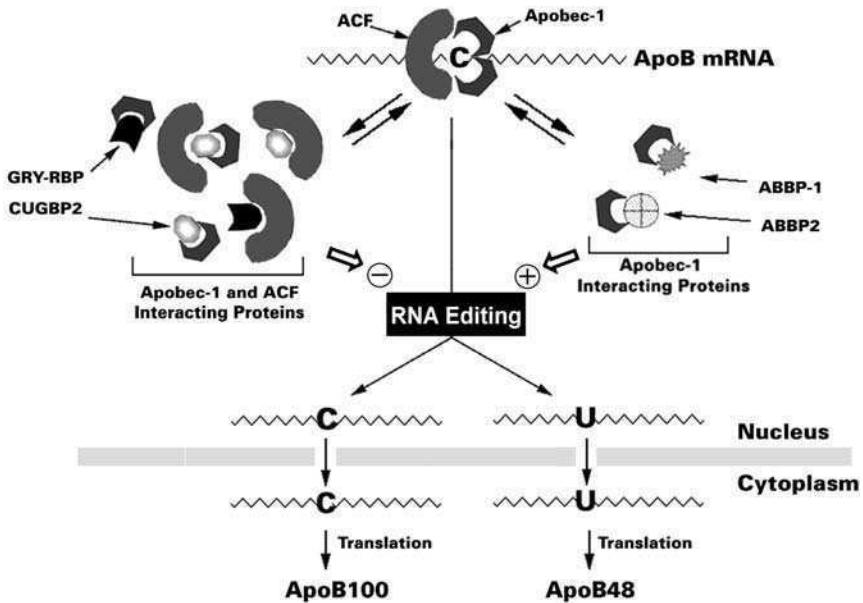 ACF
Apobec-1
C
ApoB mRNA
GRY-RBP
CUGBP2
ABBP-1
ABBP2
Apobec-1 and ACF
Interacting Proteins
−
+
Apobec-1
Interacting Proteins
RNA Editing
C
U
Nucleus
Cytoplasm
C
U
Translation
Translation
ApoB100
ApoB48